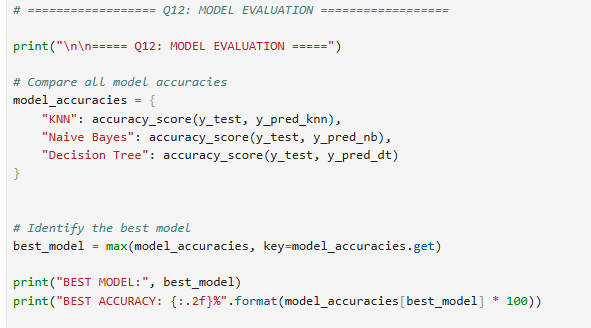 # ================== Q12: MODEL EVALUATION ==================
print("\n\n===== Q12: MODEL EVALUATION =====")
# Compare all model accuracies
model_accuracies = {
    "KNN": accuracy_score(y_test, y_pred_knn),
    "Naive Bayes": accuracy_score(y_test, y_pred_nb),
    "Decision Tree": accuracy_score(y_test, y_pred_dt)
}
# Identify the best model
best_model = max(model_accuracies, key=model_accuracies.get)
print("BEST MODEL:", best_model)
print("BEST ACCURACY: {:.2f}%".format(model_accuracies[best_model] * 100))